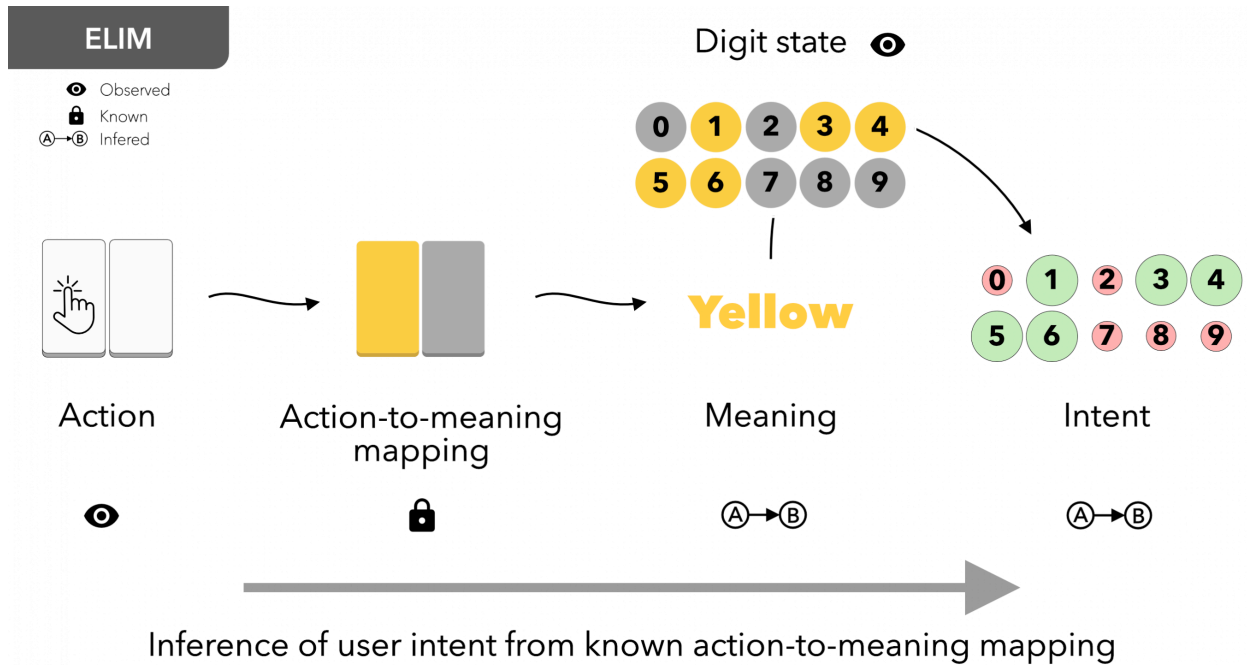 ELIM
Observed
Known
A B Infered
Digit state
0 1 2 3 4
5 6 7 8 9
Yellow
0 1 2 3 4
5 6 7 8 9
Action
Action-to-meaning
mapping
Meaning
Intent
A B
A B
Inference of user intent from known action-to-meaning mapping